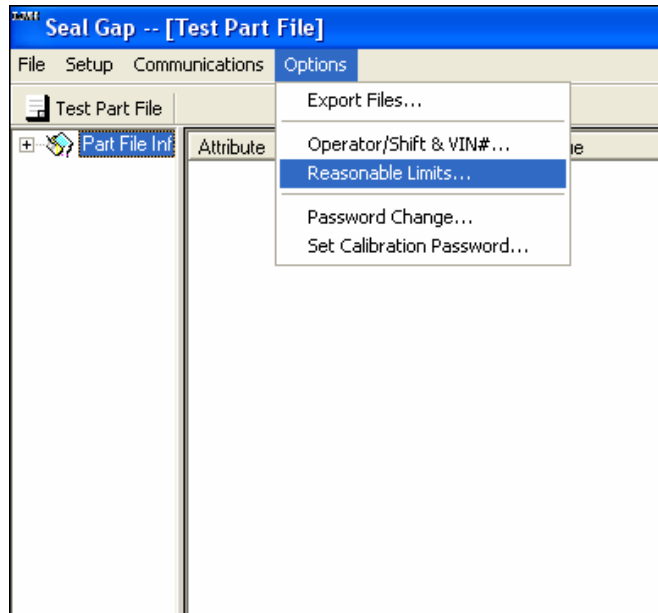 Seal Gap -- [Test Part File]
File Setup Communications Options
Test Part File
Part File Inf
Attribute
Export Files...
Operator/Shift & VIN#...
Reasonable Limits...
Password Change...
Set Calibration Password...